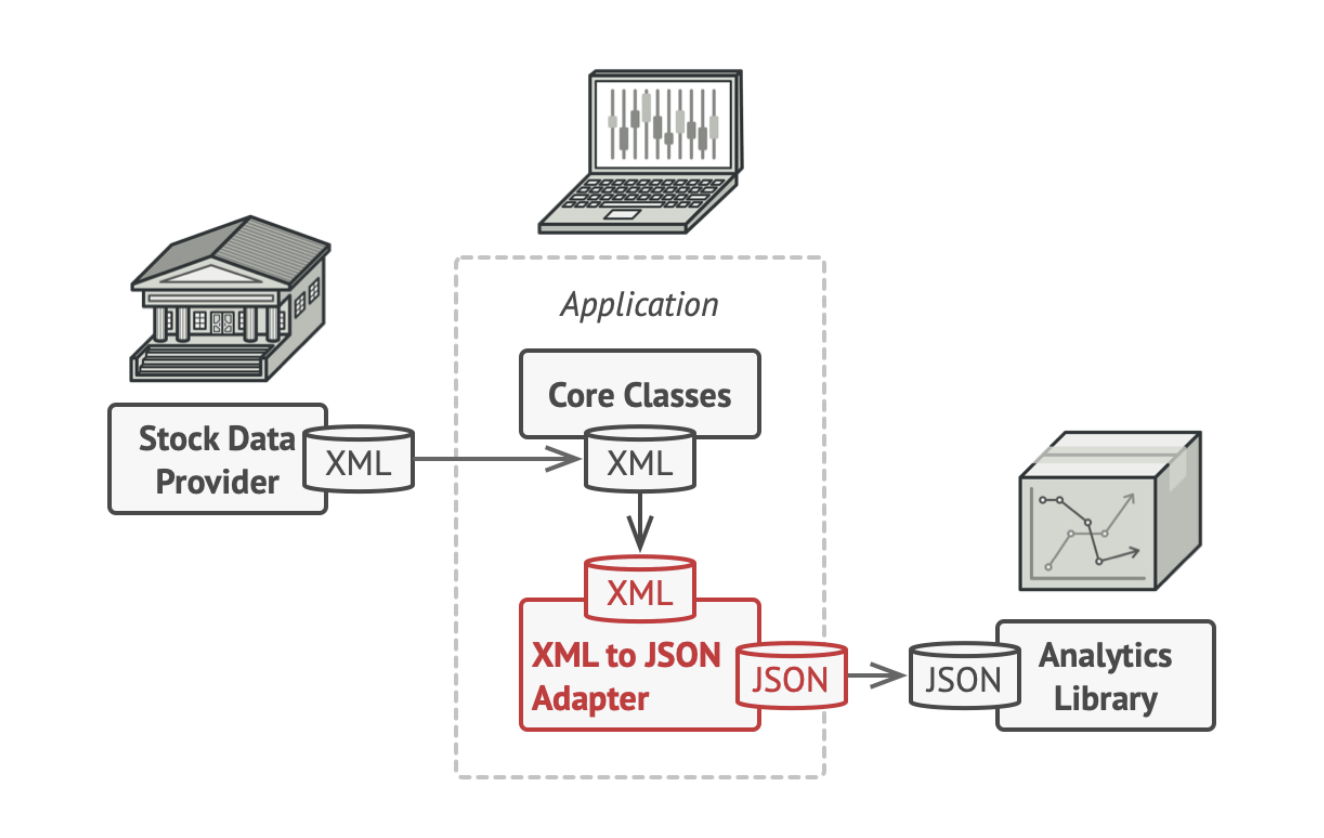 Application
Core Classes
Stock Data
Provider
XML
XML
XML
XML to JSON
Adapter
JSON
JSON
Analytics
Library